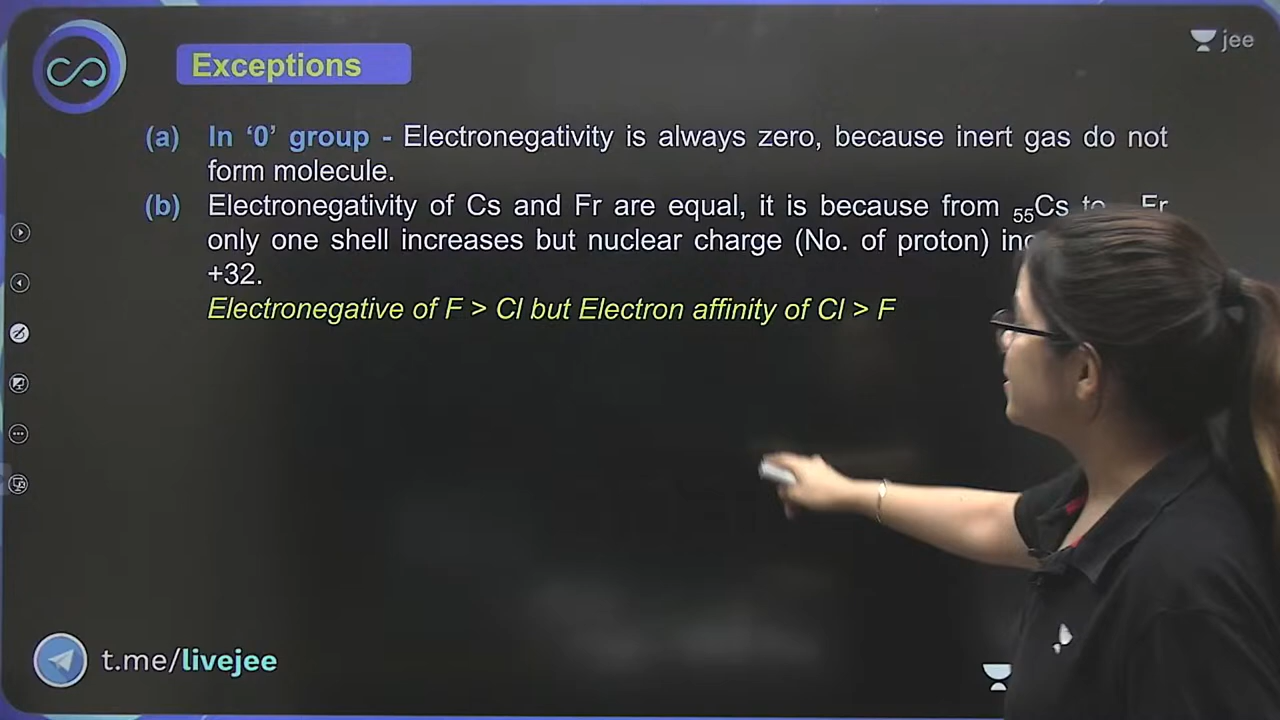 jee
Exceptions
(a) In ‘0’ group - Electronegativity is always zero, because inert gas do not
form molecule.
(b) Electronegativity of Cs and Fr are equal, it is because from ₅₅Cs to Fr
only one shell increases but nuclear charge (No. of proton)
+32.
Electronegative of F > Cl but Electron affinity of Cl > F
t.me/livejee